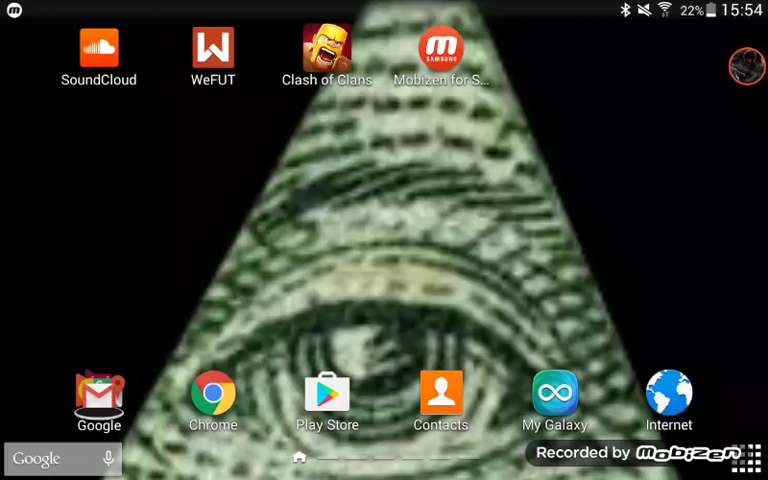 22% 15:54
SoundCloud WeFUT Clash of Clans Mobizen for S...
SAMSUNG
Google Chrome Play Store Contacts My Galaxy Internet
Google
Recorded by Mobizen